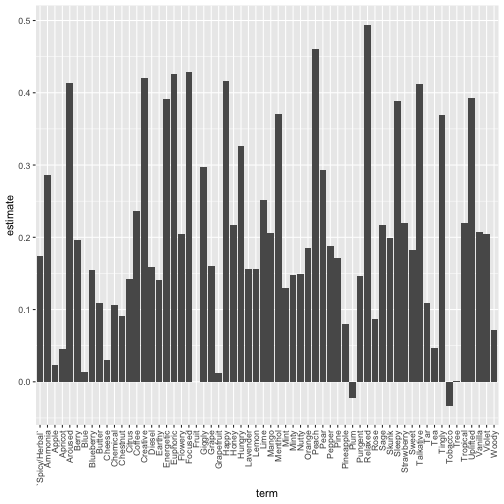 0.5
0.4
0.3
0.2
0.1
0.0
estimate
Spicy/Herbal
Ammonia
Apple
Apricot
Aroused
Berry
Blue
Blueberry
Butter
Cheese
Chemical
Chestnut
Citrus
Coffee
Creative
Diesel
Earthy
Energetic
Euphoric
Flowery
Focused
Fruit
Giggly
Grape
Grapefruit
Happy
Honey
Hungry
Lavender
Lemon
Lime
Mango
Menthol
Mint
Minty
Nutty
Orange
Peach
Pear
Pepper
Pine
Pineapple
Plum
Pungent
Relaxed
Rose
Sage
Skunk
Sleepy
Strawberry
Sweet
Talkative
Tar
Tea
Tingly
Tobacco
Tree
Tropical
Uplifted
Vanilla
Violet
Woody
term